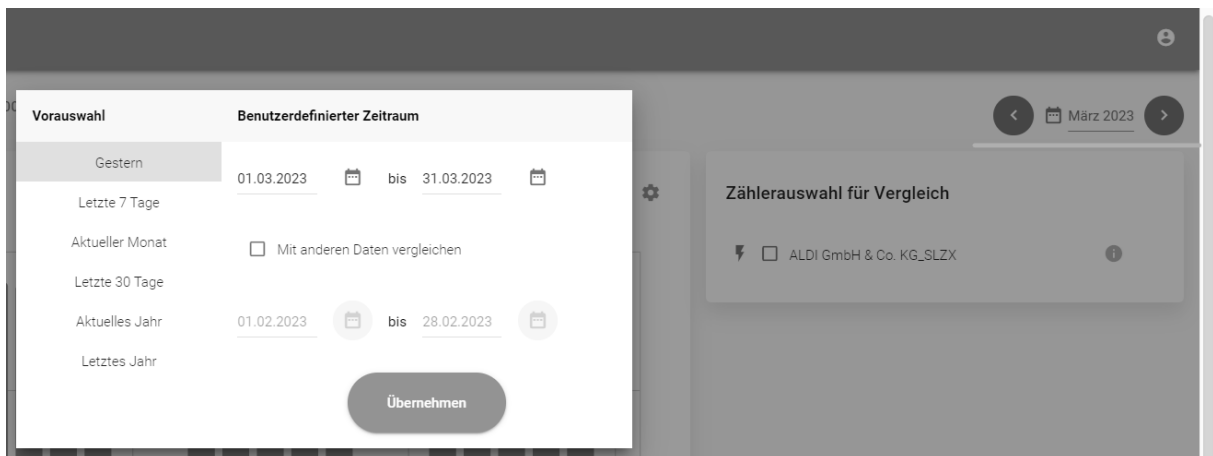 März 2023
Vorauswahl
Benutzerdefinierter Zeitraum
Gestern
Letzte 7 Tage
Aktueller Monat
Letzte 30 Tage
Aktuelles Jahr
Letztes Jahr
01.03.2023 bis 31.03.2023
Mit anderen Daten vergleichen
01.02.2023 bis 28.02.2023
Übernehmen
Zählerauswahl für Vergleich
ALDI GmbH & Co. KG_SLZX